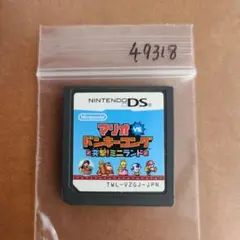 49318
NINTENDO DS
Nintendo
マリオ vs.
ドンキーコング
突撃!ミニランド
TWL-VZGJ-JPN